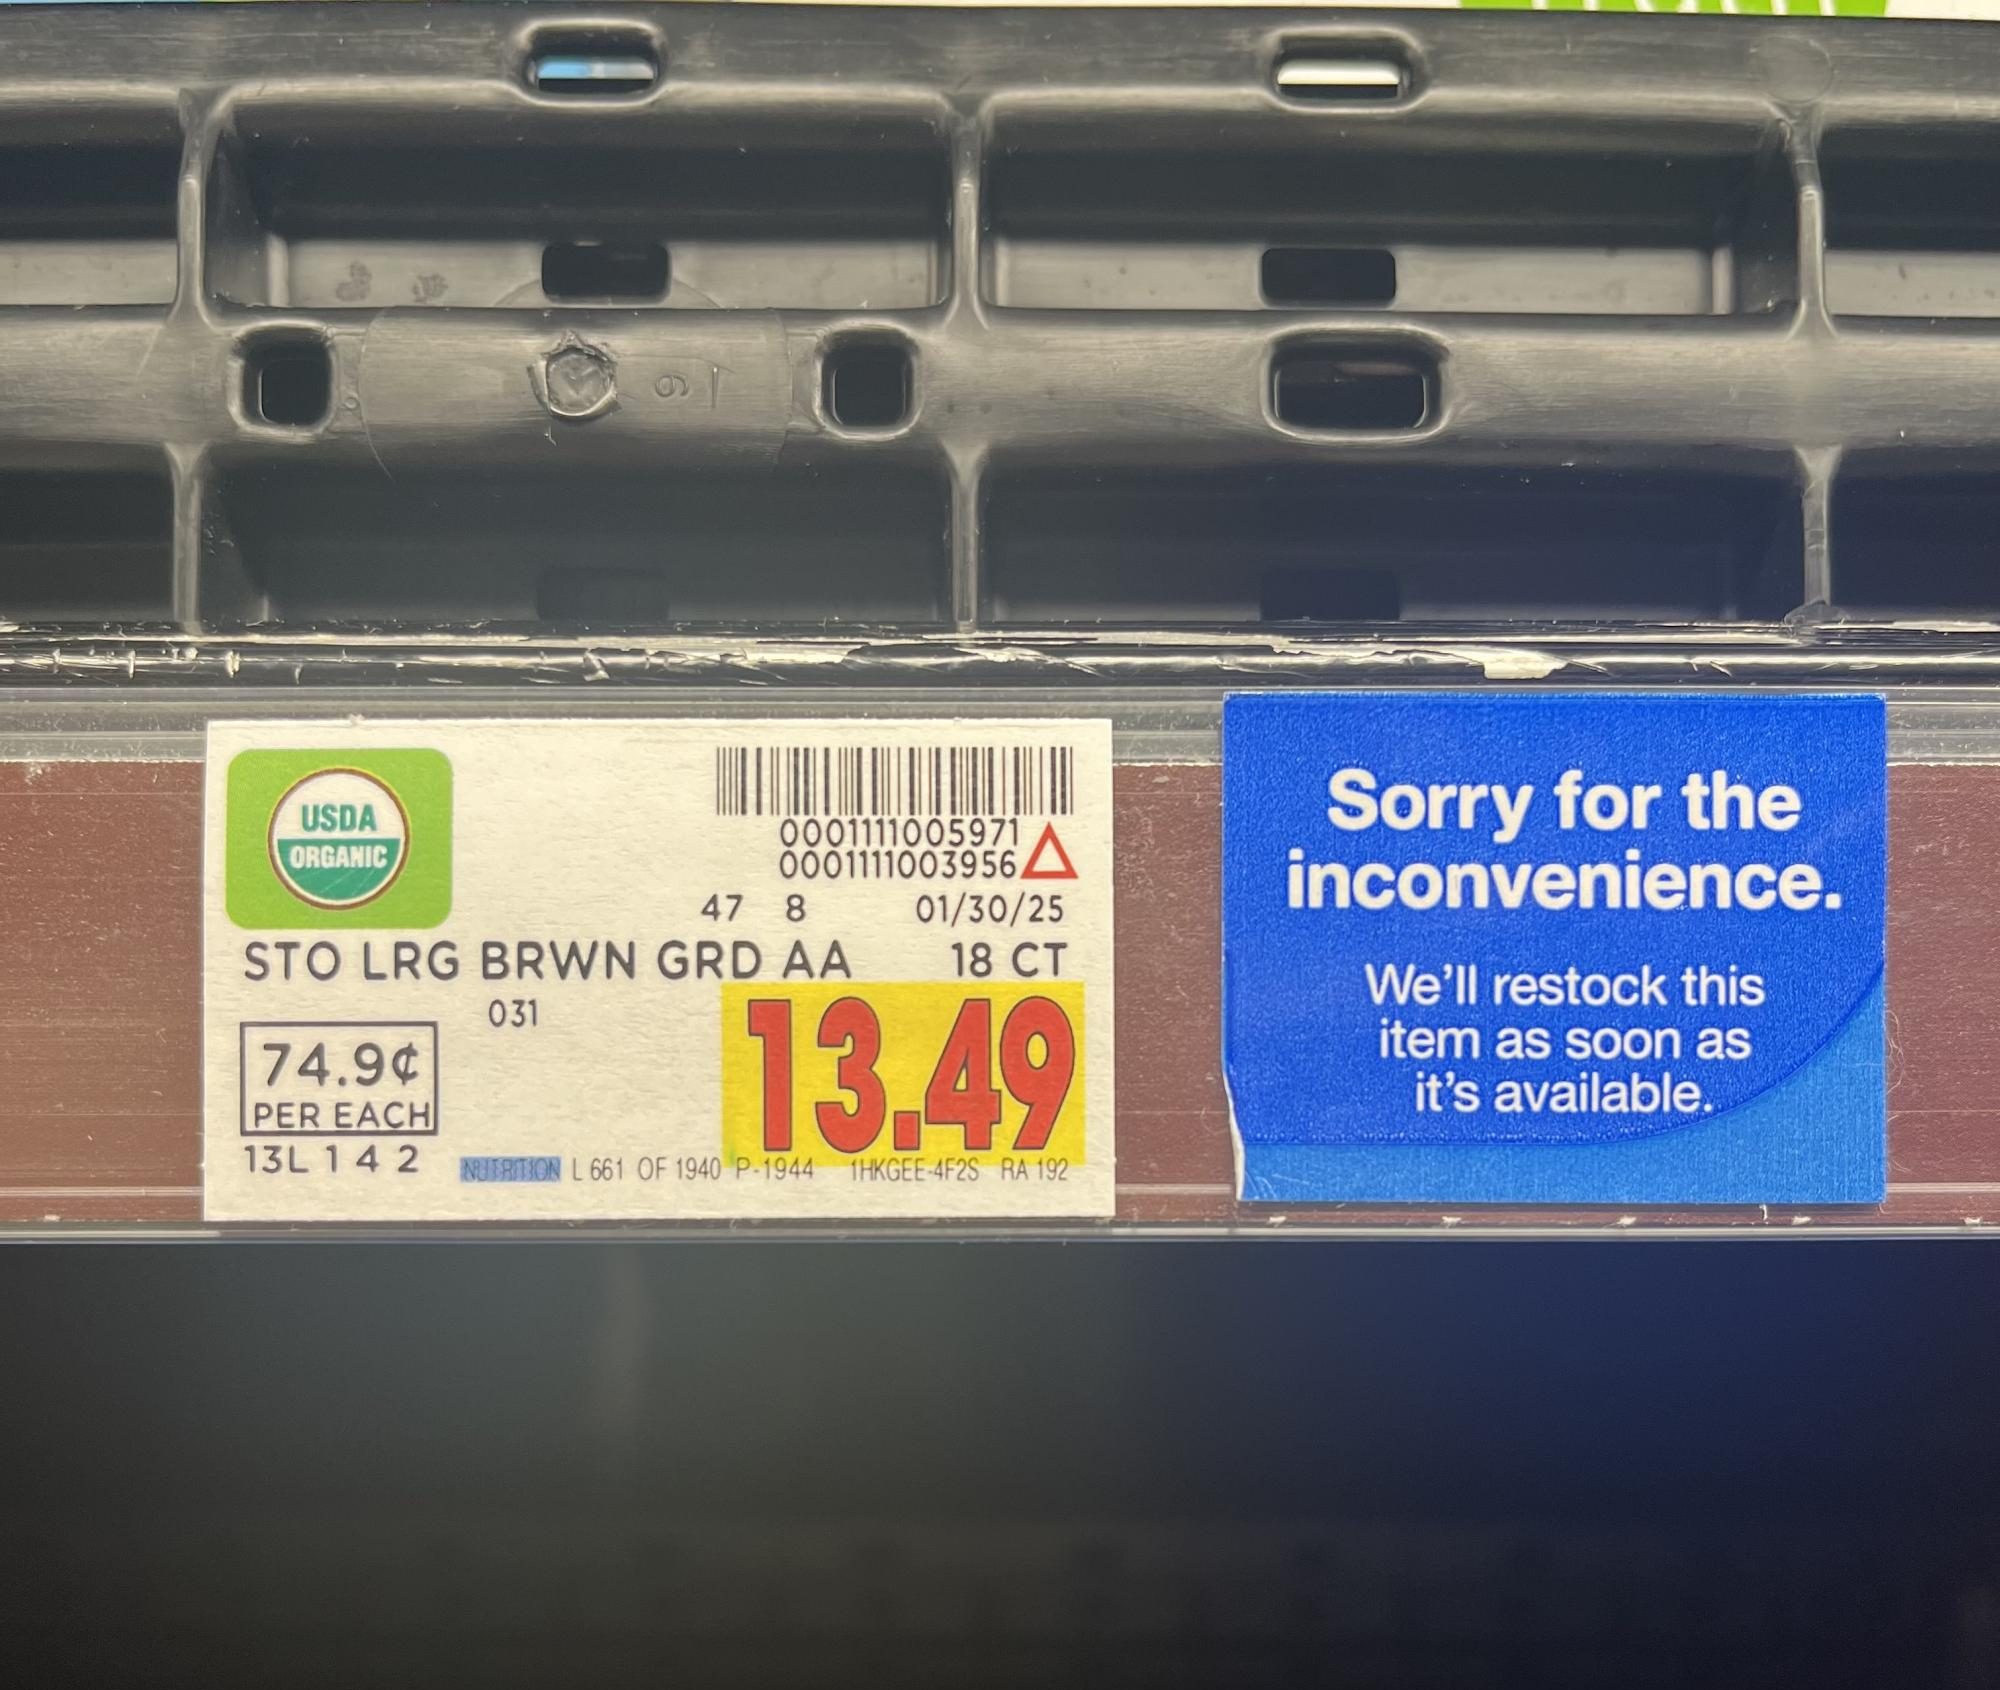 USDA
ORGANIC
0001111005971
0001111003956
47 8 01/30/25
STO LRG BRWN GRD AA 18 CT
031
13.49
74.9¢
PER EACH
13L 1 4 2
NUTRITION L 661 OF 1940 P-1944 1HKGEE-4F2S RA 192
Sorry for the
inconvenience.
We'll restock this
item as soon as
it's available.